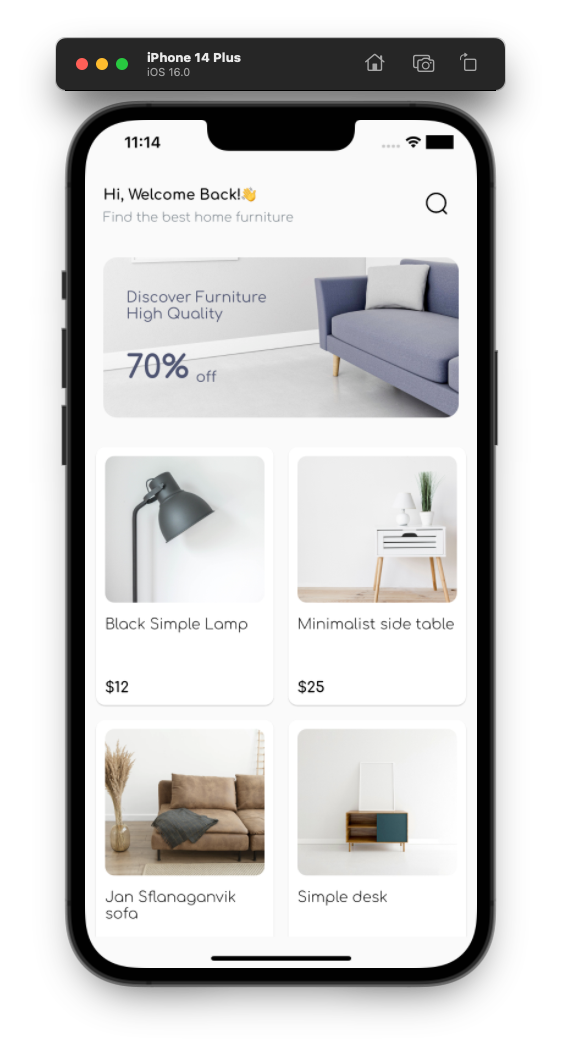 iPhone 14 Plus
iOS 16.0
11:14
Hi, Welcome Back!👋
Find the best home furniture
Discover Furniture
High Quality
70% off
Black Simple Lamp
$12
Minimalist side table
$25
Jan Sflanaganvik
sofa
Simple desk